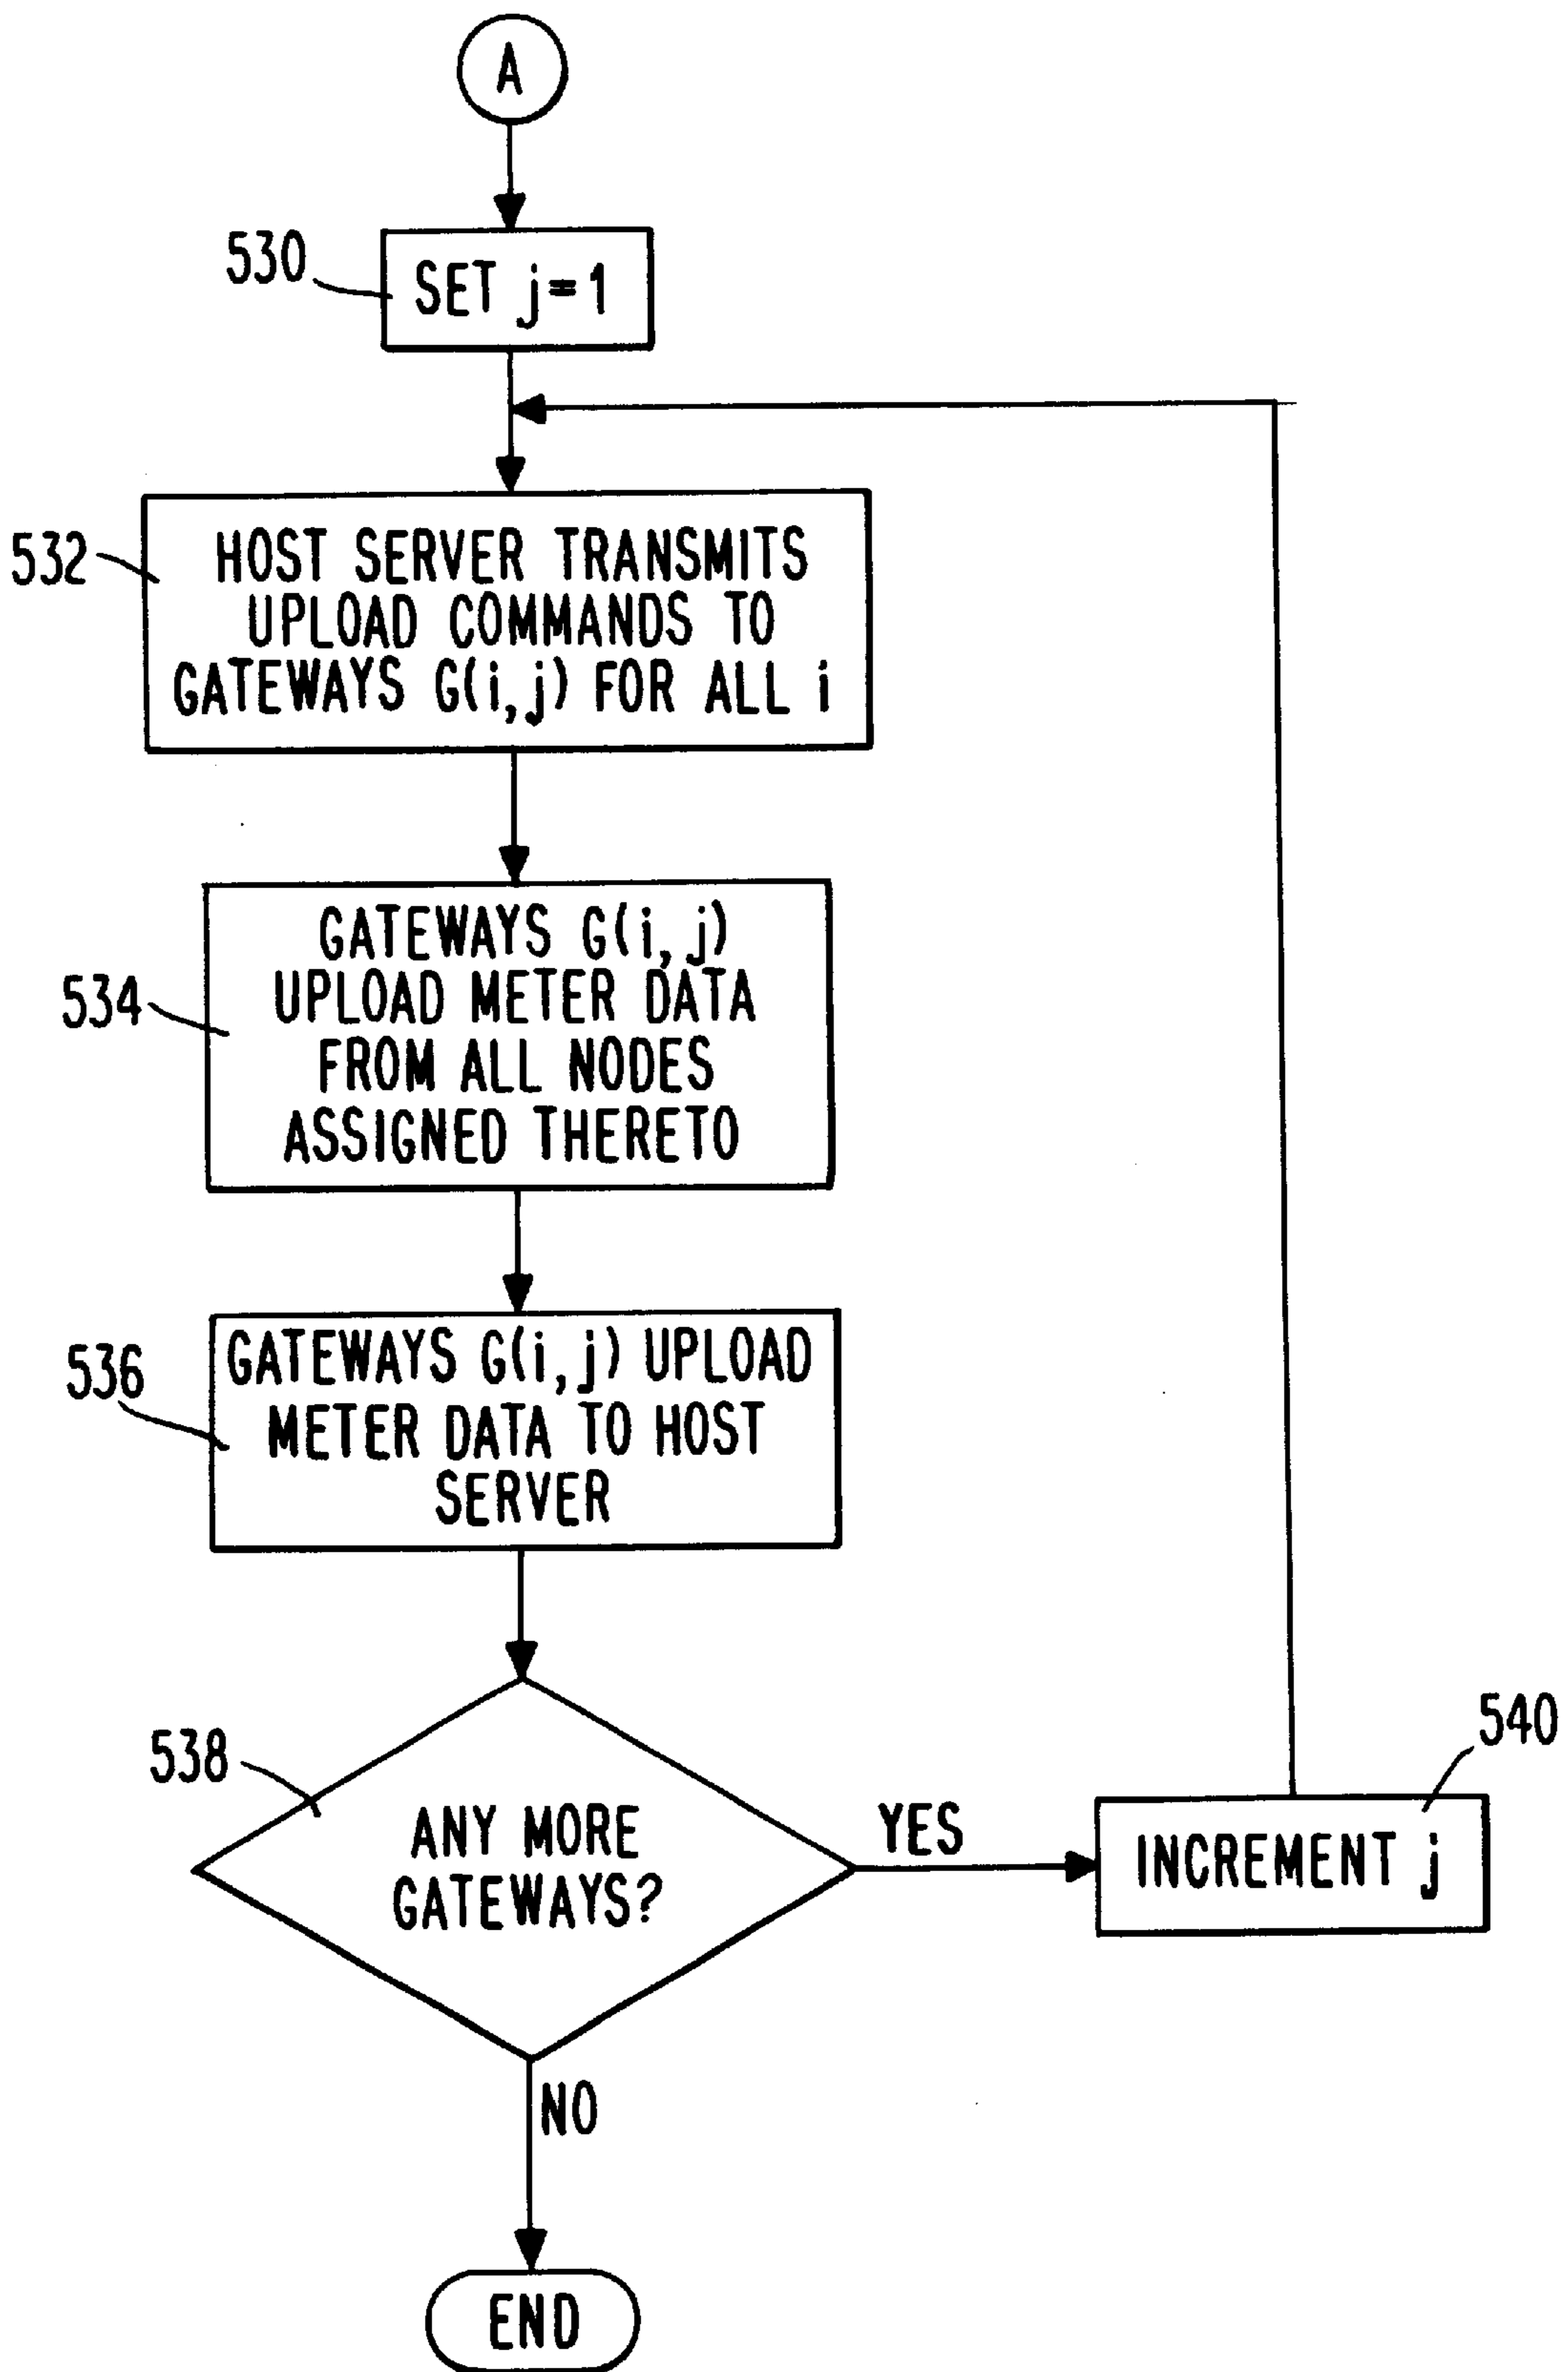 A
530
SET j=1
532
HOST SERVER TRANSMITS
UPLOAD COMMANDS TO
GATEWAYS G(i,j) FOR ALL i
534
GATEWAYS G(i,j)
UPLOAD METER DATA
FROM ALL NODES
ASSIGNED THERETO
536
GATEWAYS G(i,j) UPLOAD
METER DATA TO HOST
SERVER
538
ANY MORE
GATEWAYS?
YES
540
INCREMENT j
NO
END